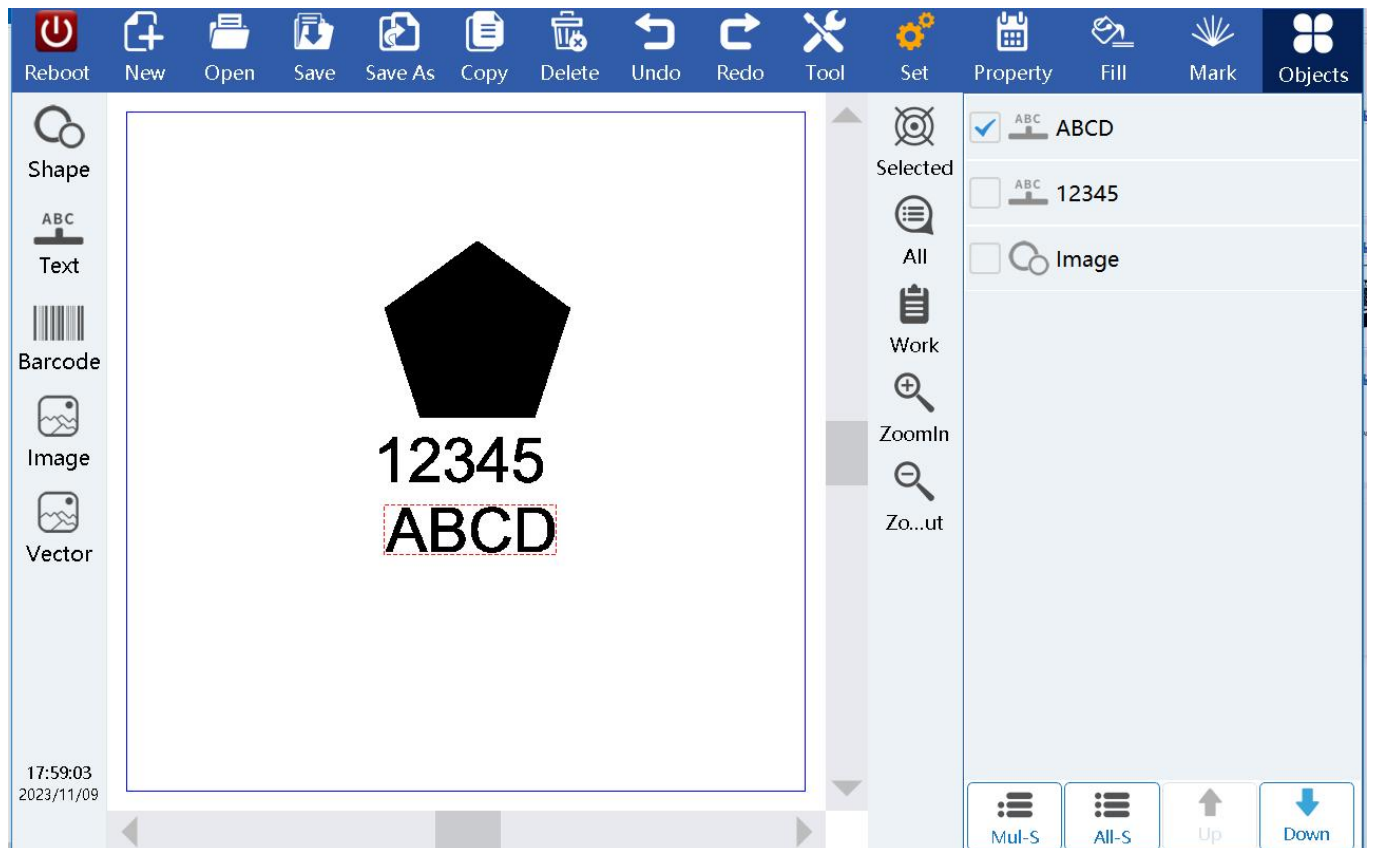 Reboot New Open Save Save As Copy Delete Undo Redo Tool Set Property Fill Mark Objects
Shape
ABC
Text
Barcode
Image
Vector
17:59:03
2023/11/09
12345
ABCD
Selected
All
Work
ZoomIn
Zo...ut
ABC ABCD
ABC 12345
Image
Mul-S All-S Up Down